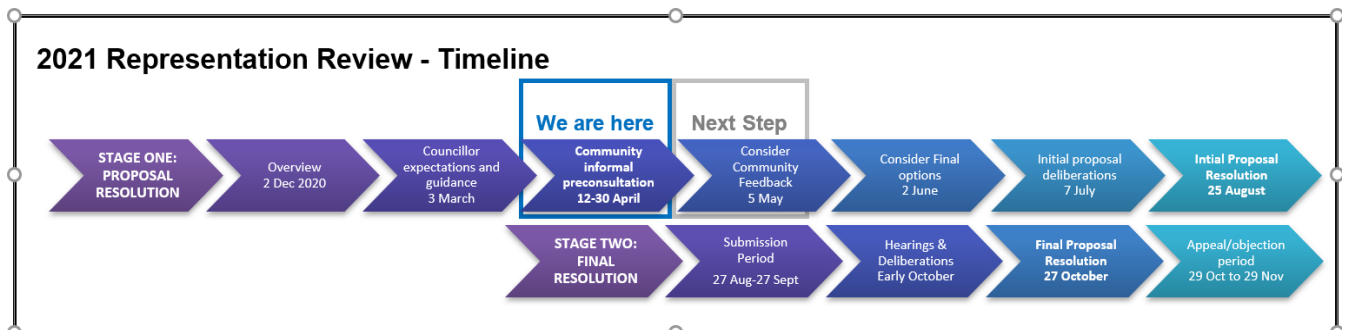 2021 Representation Review - Timeline
We are here
Next Step
STAGE ONE:
PROPOSAL
RESOLUTION
Overview
2 Dec 2020
Councillor
expectations and
guidance
3 March
Community
informal
preconsultation
12-30 April
Consider
Community
Feedback
5 May
Consider Final
options
2 June
Initial proposal
deliberations
7 July
Intial Proposal
Resolution
25 August
STAGE TWO:
FINAL
RESOLUTION
Submission
Period
27 Aug-27 Sept
Hearings &
Deliberations
Early October
Final Proposal
Resolution
27 October
Appeal/objection
period
29 Oct to 29 Nov